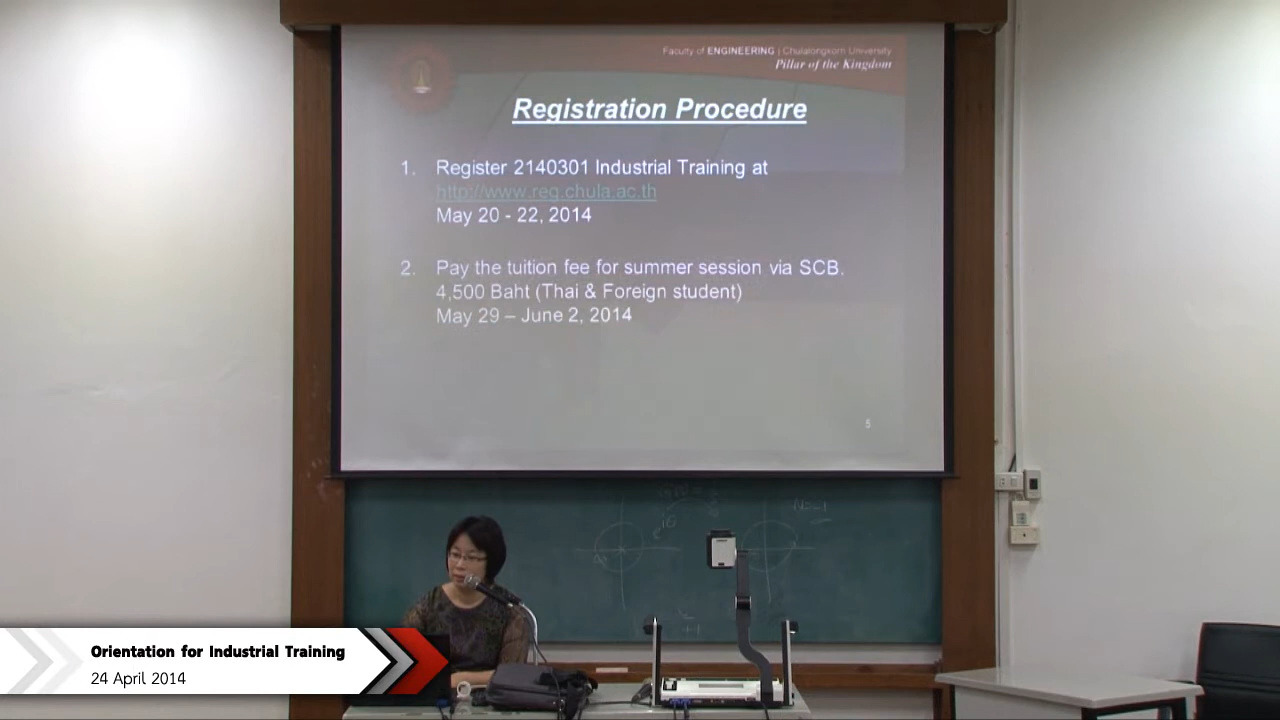 Faculty of ENGINEERING | Chulalongkorn University
Pillar of the Kingdom
Registration Procedure
1. Register 2140301 Industrial Training at
http://www.reg.chula.ac.th
May 20 - 22, 2014
2. Pay the tuition fee for summer session via SCB.
4,500 Baht (Thai & Foreign student)
May 29 – June 2, 2014
5
e^iθ
Orientation for Industrial Training
24 April 2014